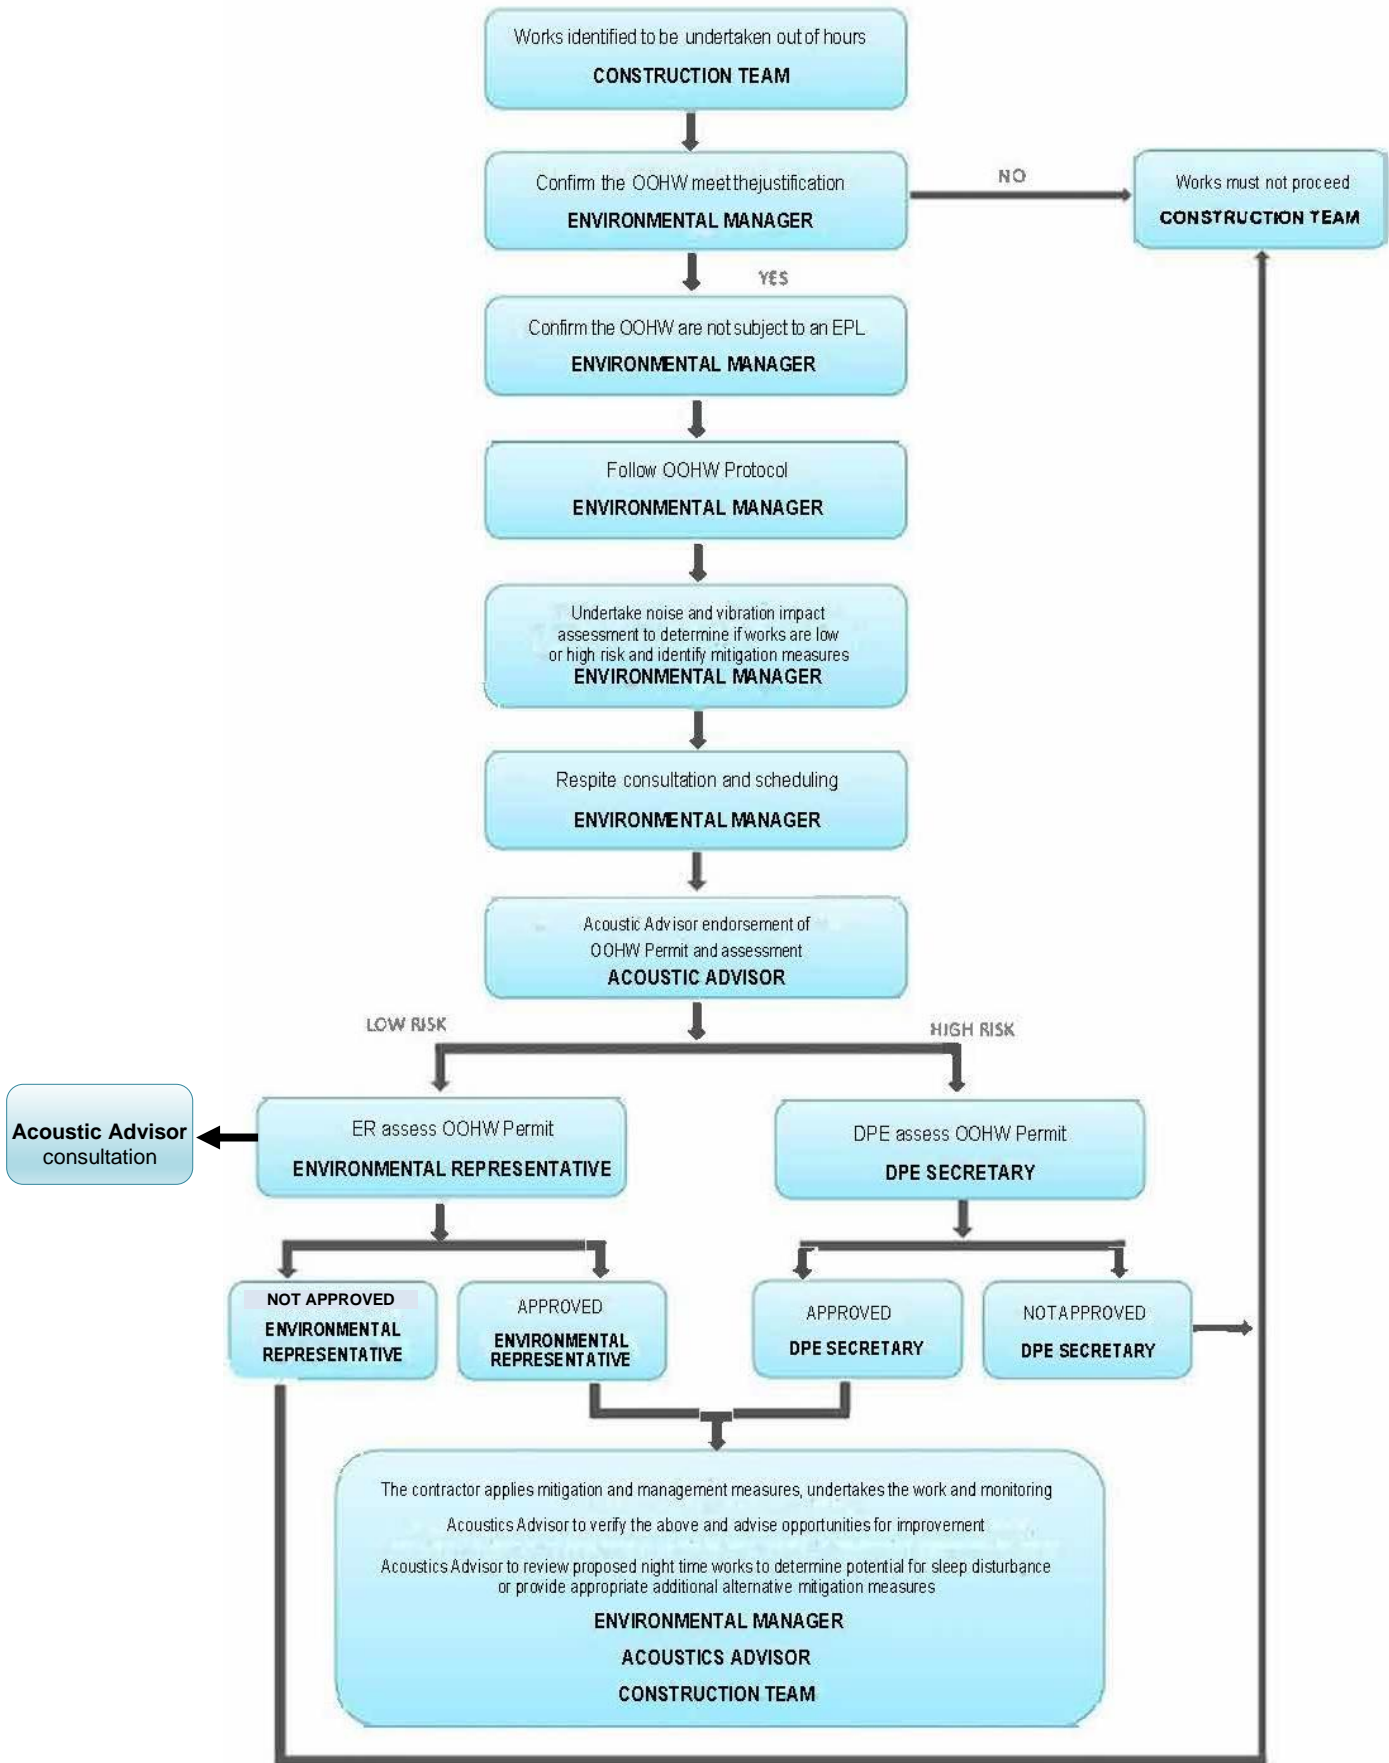 Works identified to be undertaken out of hours
CONSTRUCTION TEAM
Confirm the OOHW meet thejustification
ENVIRONMENTAL MANAGER
NO
Works must not proceed
CONSTRUCTION TEAM
YES
Confirm the OOHW are not subject to an EPL
ENVIRONMENTAL MANAGER
Follow OOHW Protocol
ENVIRONMENTAL MANAGER
Undertake noise and vibration impact
assessment to determine if works are low
or high risk and identify mitigation measures
ENVIRONMENTAL MANAGER
Respite consultation and scheduling
ENVIRONMENTAL MANAGER
Acoustic Advisor endorsement of
OOHW Permit and assessment
ACOUSTIC ADVISOR
LOW RISK
HIGH RISK
Acoustic Advisor
consultation
ER assess OOHW Permit
ENVIRONMENTAL REPRESENTATIVE
DPE assess OOHW Permit
DPE SECRETARY
NOT APPROVED
ENVIRONMENTAL
REPRESENTATIVE
APPROVED
ENVIRONMENTAL
REPRESENTATIVE
APPROVED
DPE SECRETARY
NOT APPROVED
DPE SECRETARY
The contractor applies mitigation and management measures, undertakes the work and monitoring
Acoustics Advisor to verify the above and advise opportunities for improvement
Acoustics Advisor to review proposed night time works to determine potential for sleep disturbance
or provide appropriate additional alternative mitigation measures
ENVIRONMENTAL MANAGER
ACOUSTICS ADVISOR
CONSTRUCTION TEAM